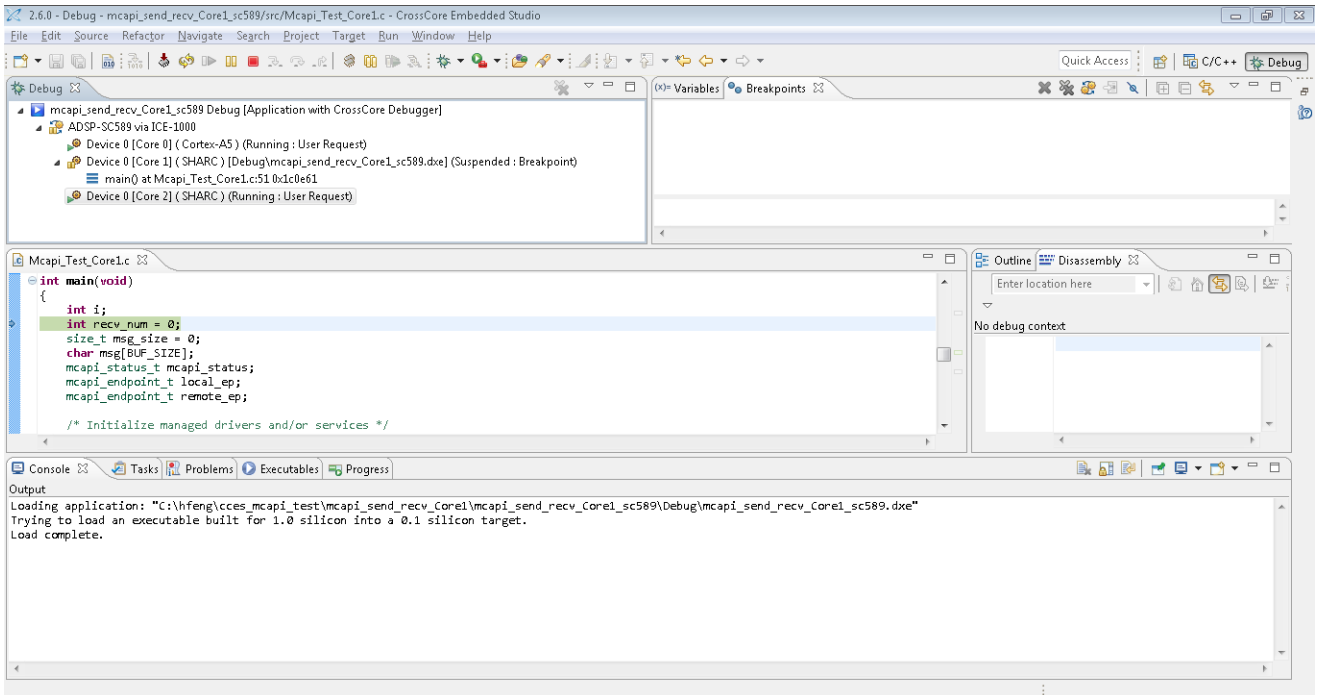 2.6.0 - Debug - mcapi_send_recv_Core1_sc589/src/Mcapi_Test_Core1.c - CrossCore Embedded Studio
File Edit Source Refactor Navigate Search Project Target Run Window Help
Quick Access C/C++ Debug
Debug
(x)= Variables Breakpoints
mcapi_send_recv_Core1_sc589 Debug [Application with CrossCore Debugger]
ADSP-SC589 via ICE-1000
Device 0 [Core 0] ( Cortex-A5 ) (Running : User Request)
Device 0 [Core 1] ( SHARC ) [Debug\mcapi_send_recv_Core1_sc589.dxe] (Suspended : Breakpoint)
main() at Mcapi_Test_Core1.c:51 0x1c0e61
Device 0 [Core 2] ( SHARC ) (Running : User Request)
Mcapi_Test_Core1.c
int main(void)
{
int i;
int recv_num = 0;
size_t msg_size = 0;
char msg[BUF_SIZE];
mcapi_status_t mcapi_status;
mcapi_endpoint_t local_ep;
mcapi_endpoint_t remote_ep;
/* Initialize managed drivers and/or services */
Outline Disassembly
Enter location here
No debug context
Console Tasks Problems Executables Progress
Output
Loading application: "C:\hfeng\cces_mcapi_test\mcapi_send_recv_Core1\mcapi_send_recv_Core1_sc589\Debug\mcapi_send_recv_Core1_sc589.dxe"
Trying to load an executable built for 1.0 silicon into a 0.1 silicon target.
Load complete.